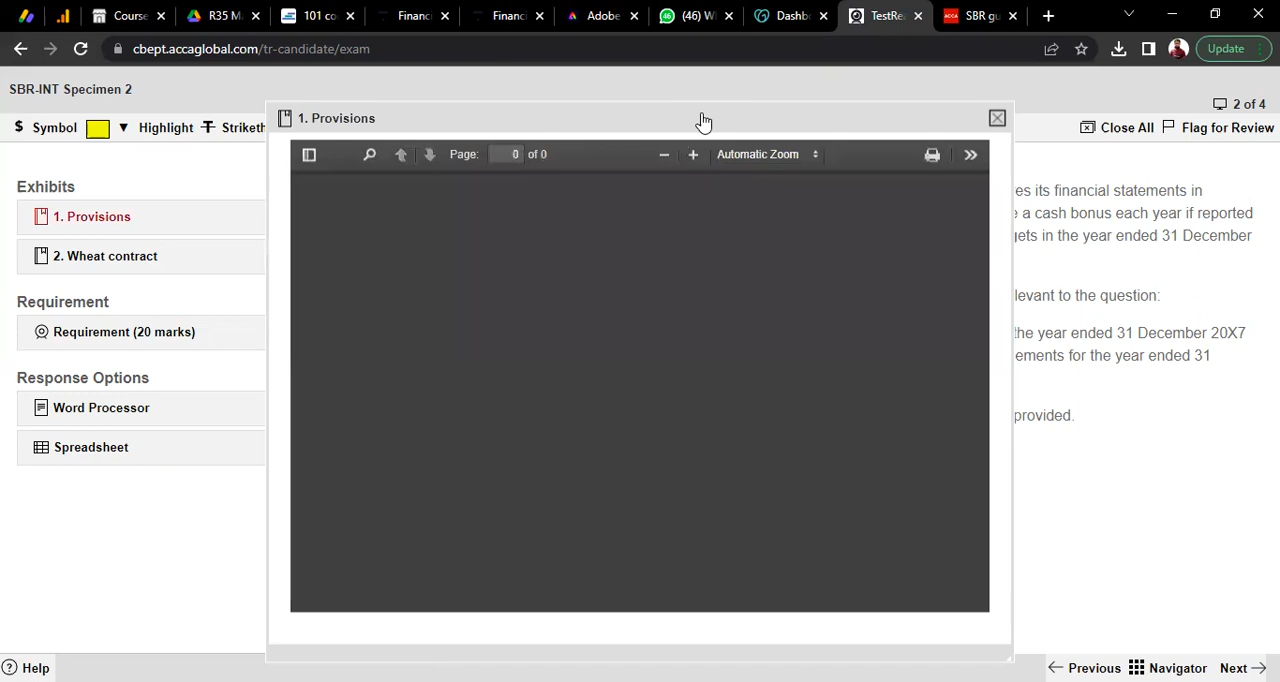 Course
R35 M
101 co
Financ
Financ
Adobe
(46) W
Dashb
TestRe
ACCA
SBR gu
cbept.accaglobal.com/tr-candidate/exam
Update
SBR-INT Specimen 2
2 of 4
$ Symbol
Highlight
T Striketh
Close All
Flag for Review
1. Provisions
Page: 0 of 0
Automatic Zoom
Exhibits
1. Provisions
2. Wheat contract
Requirement
Requirement (20 marks)
Response Options
Word Processor
Spreadsheet
es its financial statements in
a cash bonus each year if reported
gets in the year ended 31 December
levant to the question:
the year ended 31 December 20X7
ements for the year ended 31
provided.
? Help
Previous
Navigator
Next